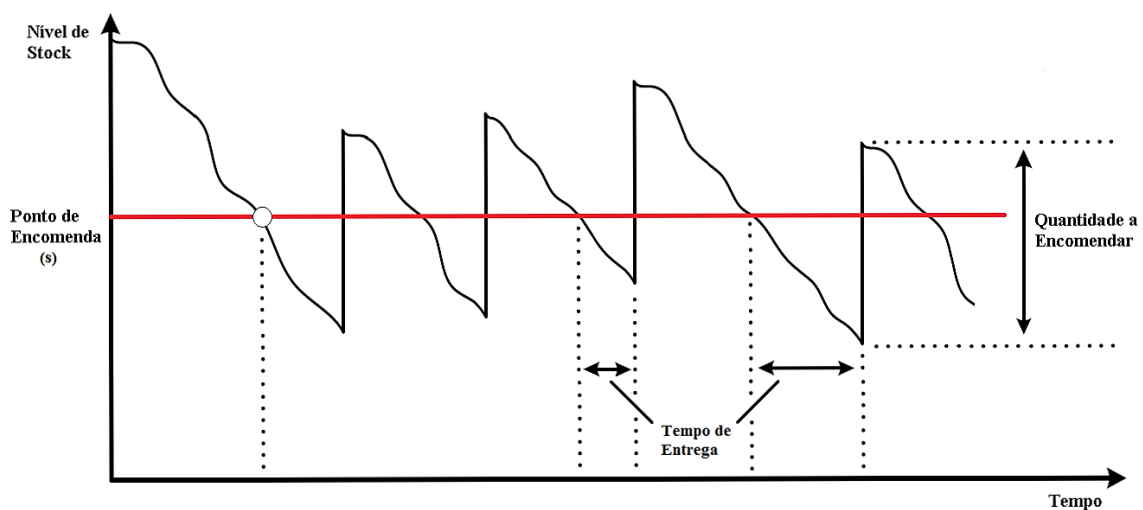 Nível de
Stock
Ponto de
Encomenda
(s)
Quantidade a
Encomendar
Tempo de
Entrega
Tempo